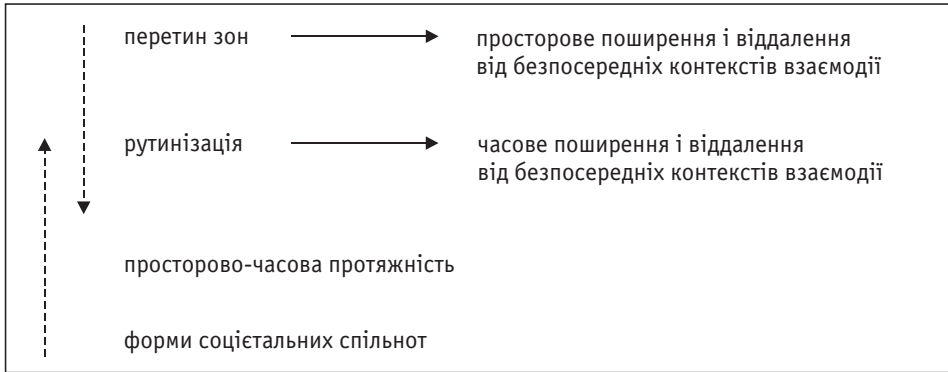 перетин зон
просторове поширення і віддалення
від безпосередніх контекстів взаємодії
рутинізація
часове поширення і віддалення
від безпосередніх контекстів взаємодії
просторово-часова протяжність
форми соцієтальних спільнот